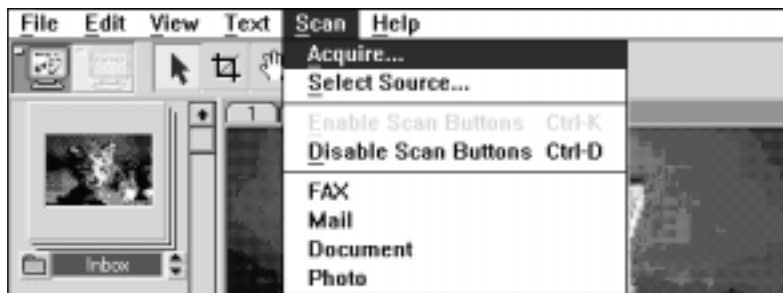 File Edit View Text Scan Help
Acquire...
Select Source...
1
Enable Scan Buttons Ctrl-K
Disable Scan Buttons Ctrl-D
FAX
Mail
Inbox
Document
Photo